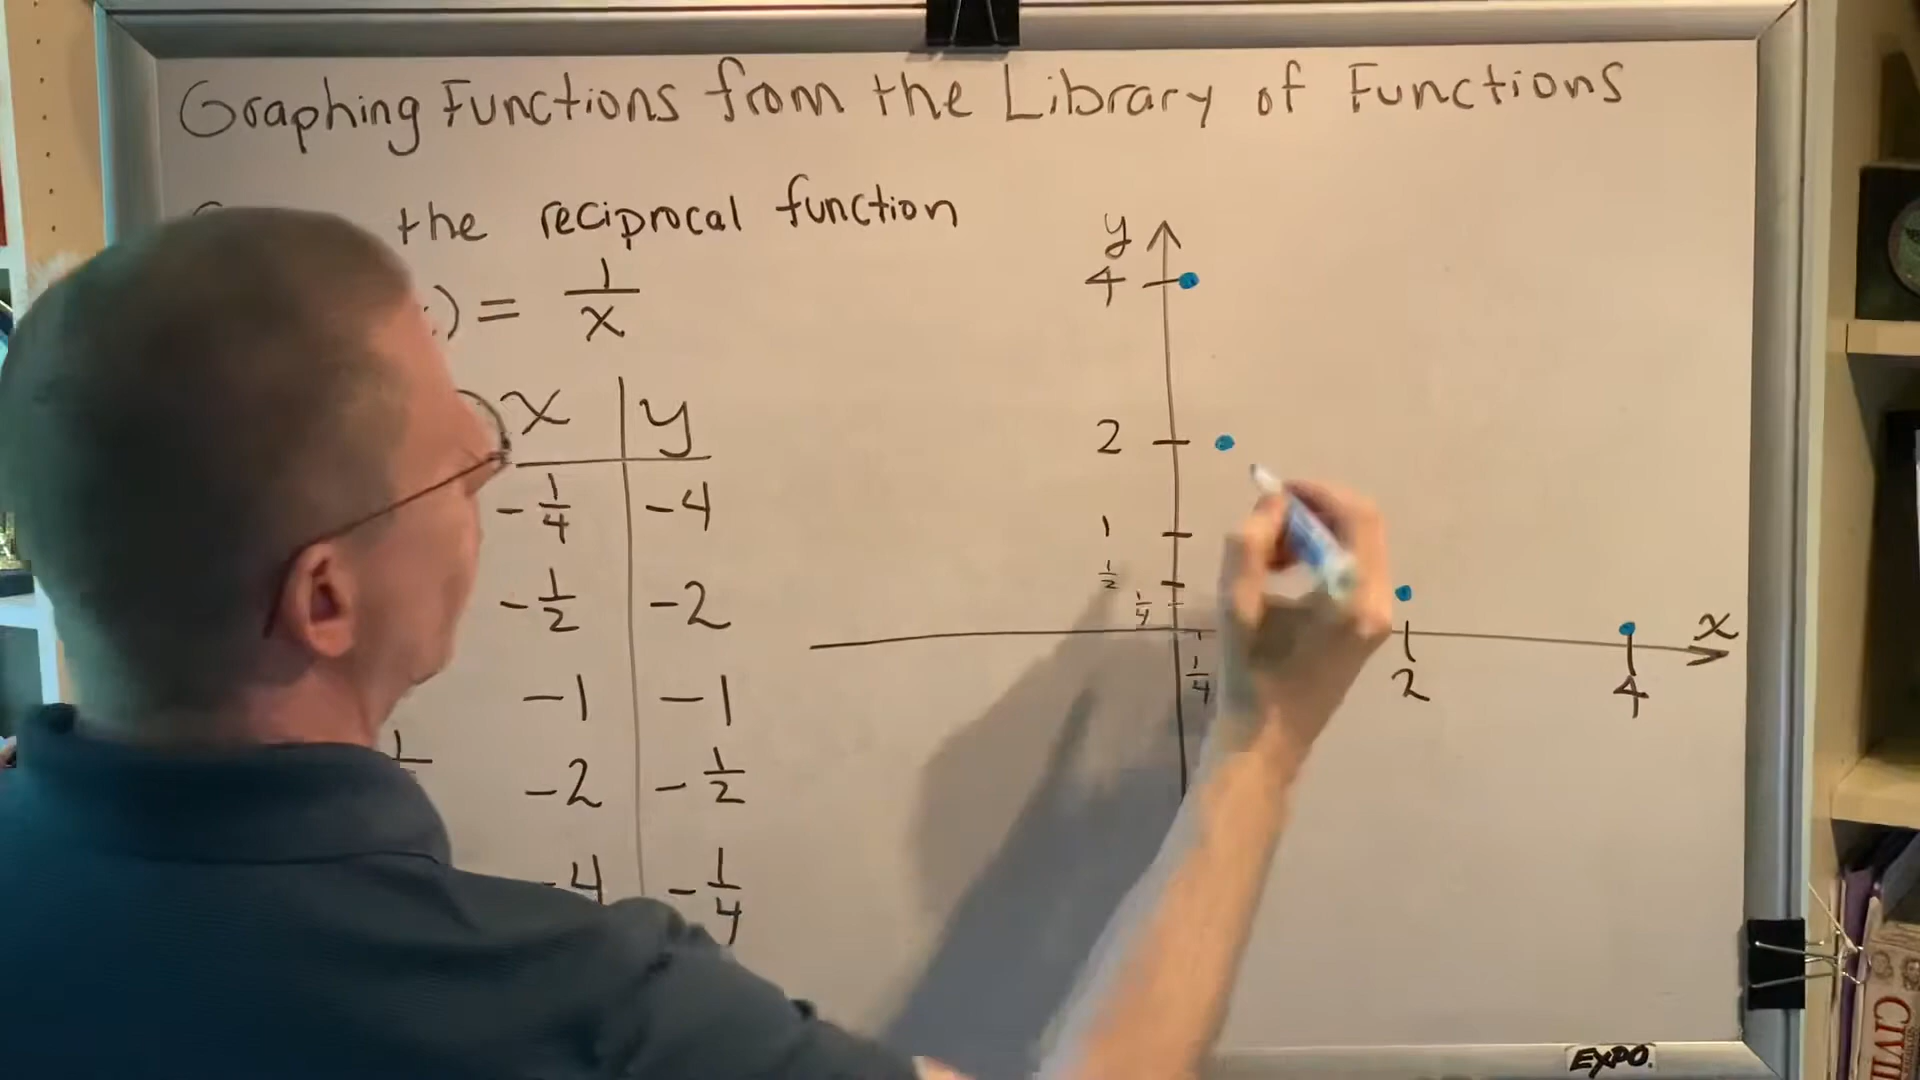 Graphing Functions from the Library of Functions
the reciprocal function
) = 1/x
x | y
-1/4 | -4
-1/2 | -2
-1 | -1
-2 | -1/2
-4 | -1/4
y
4
2
1
1/2
1/4
x
1/4
2
4
EXPO